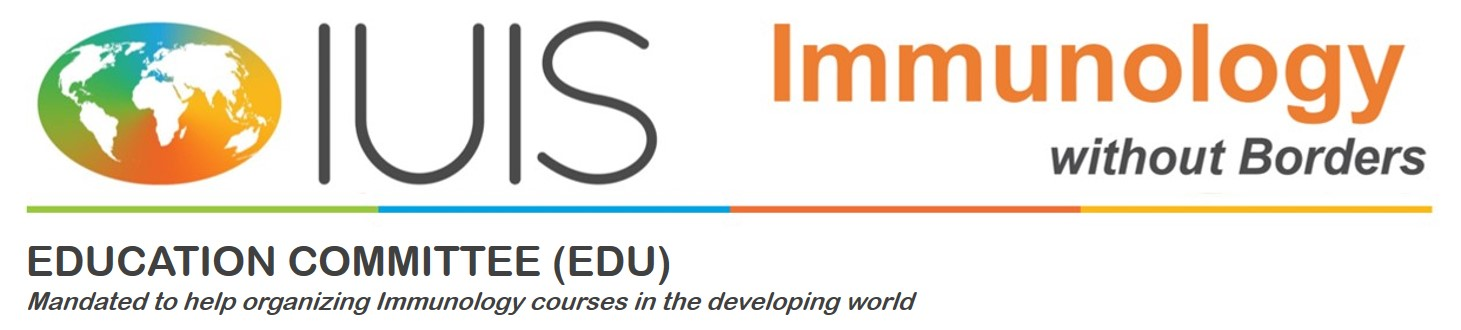 IUIS
Immunology
without Borders
EDUCATION COMMITTEE (EDU)
Mandated to help organizing Immunology courses in the developing world